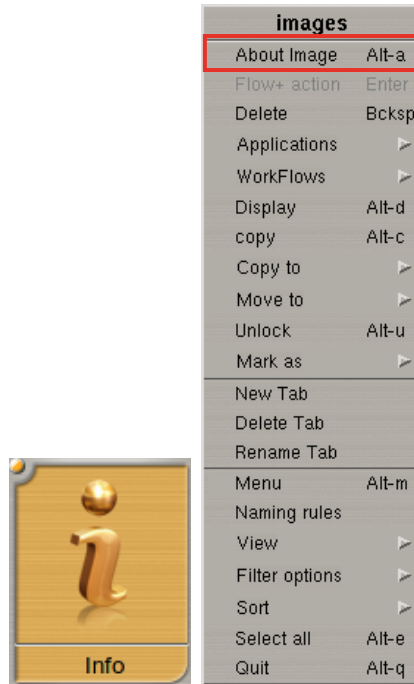 images
About Image Alt-a
Flow+ action Enter
Delete Bcksp
Applications
WorkFlows
Display Alt-d
copy Alt-c
Copy to
Move to
Unlock Alt-u
Mark as
New Tab
Delete Tab
Rename Tab
Menu Alt-m
Naming rules
View
Filter options
Sort
Select all Alt-e
Quit Alt-q
Info